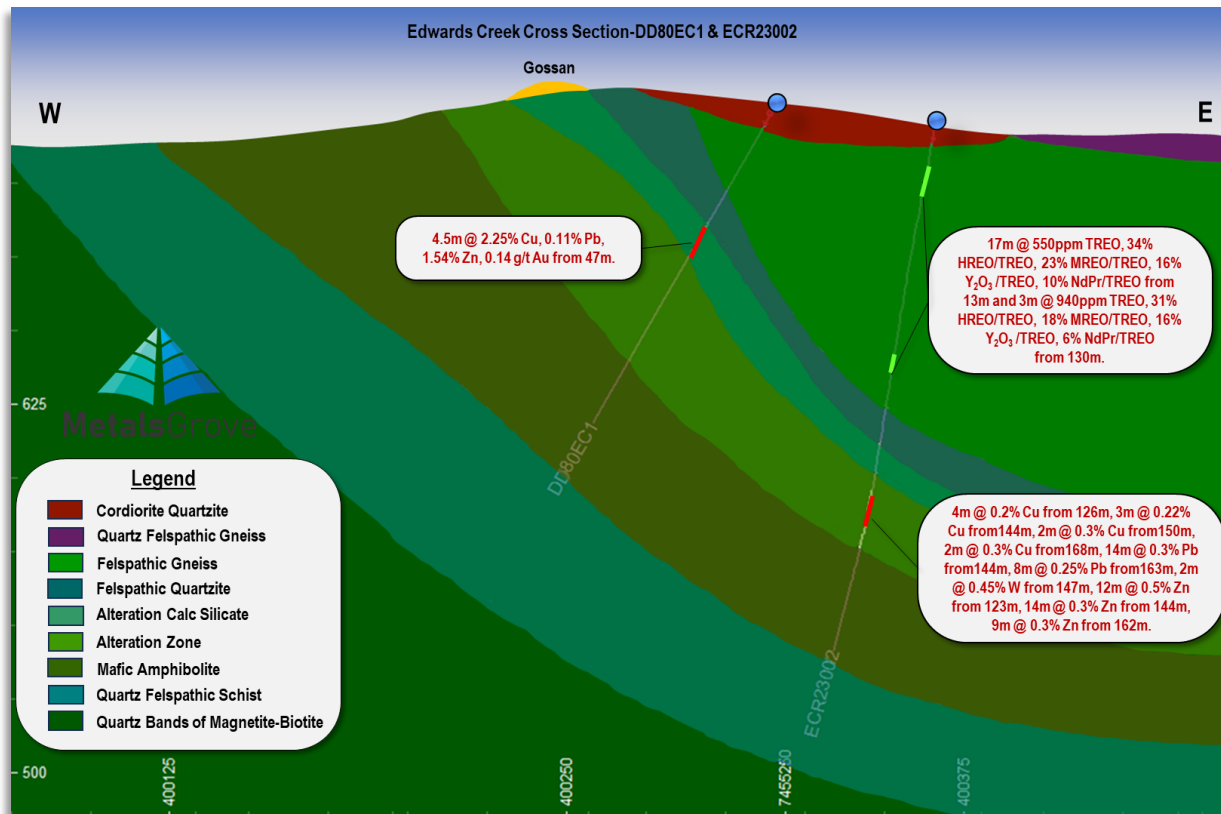 Edwards Creek Cross Section-DD80EC1 & ECR23002
Gossan
W
E
4.5m @ 2.25% Cu, 0.11% Pb,
1.54% Zn, 0.14 g/t Au from 47m.
17m @ 550ppm TREO, 34%
HREO/TREO, 23% MREO/TREO, 16%
Y₂O₃ /TREO, 10% NdPr/TREO from
13m and 3m @ 940ppm TREO, 31%
HREO/TREO, 18% MREO/TREO, 16%
Y₂O₃ /TREO, 6% NdPr/TREO
from 130m.
625
MetalsGrove
DD80EC1
Legend
Cordiorite Quartzite
Quartz Felspathic Gneiss
Felspathic Gneiss
Felspathic Quartzite
Alteration Calc Silicate
Alteration Zone
Mafic Amphibolite
Quartz Felspathic Schist
Quartz Bands of Magnetite-Biotite
4m @ 0.2% Cu from 126m, 3m @ 0.22%
Cu from144m, 2m @ 0.3% Cu from150m,
2m @ 0.3% Cu from168m, 14m @ 0.3% Pb
from144m, 8m @ 0.25% Pb from163m, 2m
@ 0.45% W from 147m, 12m @ 0.5% Zn
from 123m, 14m @ 0.3% Zn from 144m,
9m @ 0.3% Zn from 162m.
ECR23002
500
400125
400250
7455250
400375